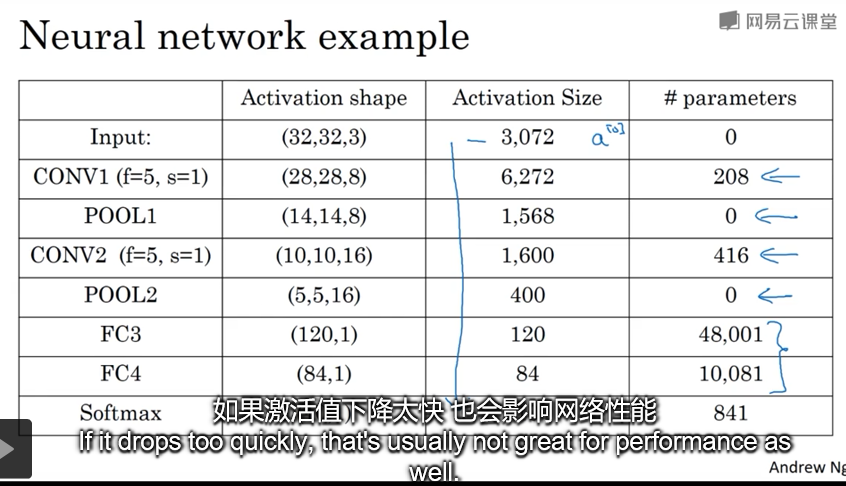 网易云课堂
Neural network example
Activation shape Activation Size # parameters
Input: (32,32,3) 3,072 a[0] 0
CONV1 (f=5, s=1) (28,28,8) 6,272 208
POOL1 (14,14,8) 1,568 0
CONV2 (f=5, s=1) (10,10,16) 1,600 416
POOL2 (5,5,16) 400 0
FC3 (120,1) 120 48,001
FC4 (84,1) 84 10,081
Softmax 841
如果激活值下降太快 也会影响网络性能
If it drops too quickly, that's usually not great for performance as
well.
Andrew Ng